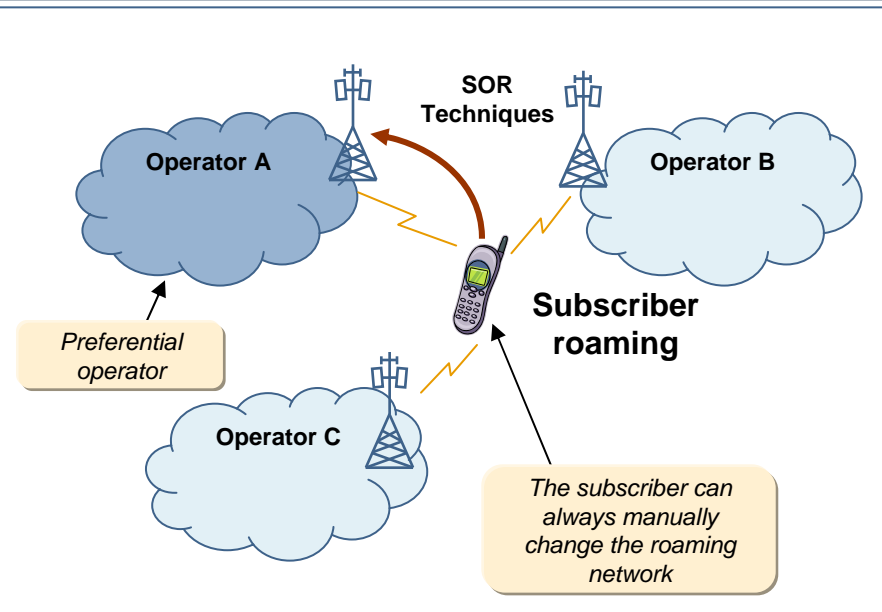 SOR
Techniques
Operator A
Operator B
Subscriber
roaming
Preferential
operator
Operator C
The subscriber can
always manually
change the roaming
network